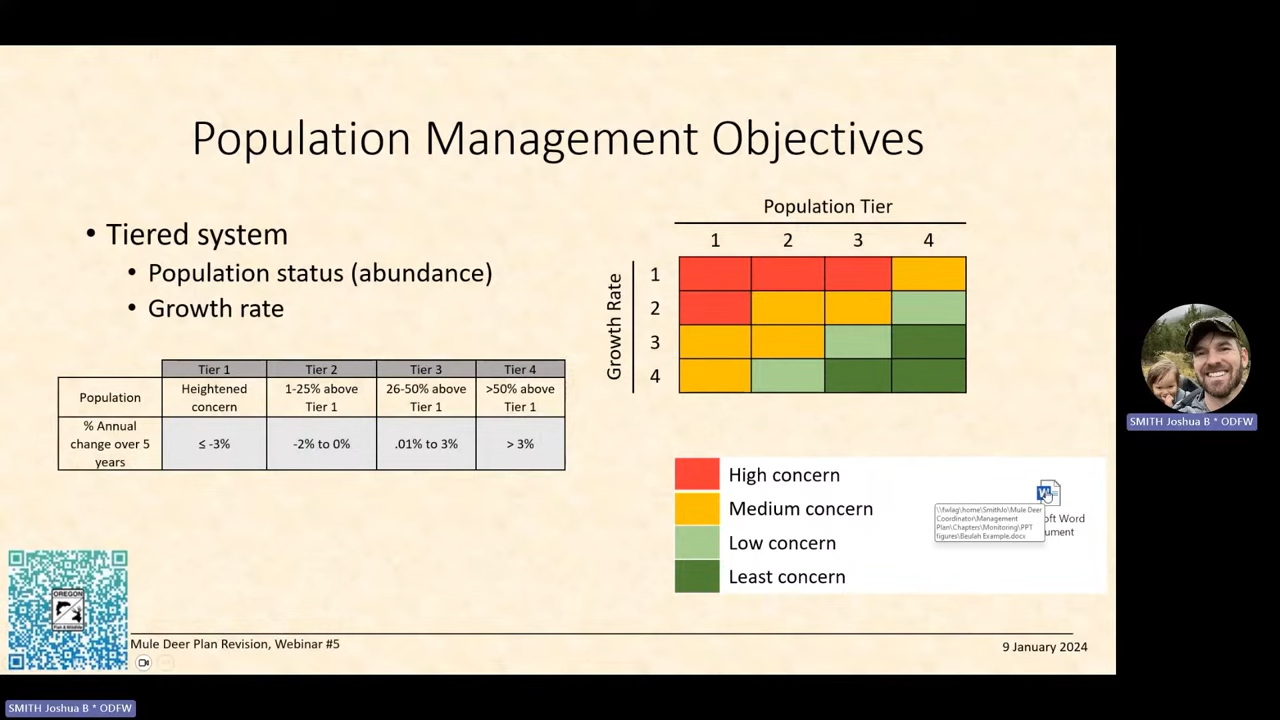 Population Management Objectives
• Tiered system
• Population status (abundance)
• Growth rate
Tier 1 Tier 2 Tier 3 Tier 4
Population Heightened concern 1-25% above Tier 1 26-50% above Tier 1 >50% above Tier 1
% Annual change over 5 years ≤ -3% -2% to 0% .01% to 3% > 3%
Population Tier
1 2 3 4
Growth Rate
1
2
3
4
High concern
Medium concern
Low concern
Least concern
\\fwlag\home\SmithJo\Mule Deer
Coordinator\Management
Plan\Chapters\Monitoring\PPT
figures\Beulah Example.docx
oft Word
ument
OREGON
Fish & Wildlife
Mule Deer Plan Revision, Webinar #5
9 January 2024
SMITH Joshua B * ODFW
SMITH Joshua B * ODFW